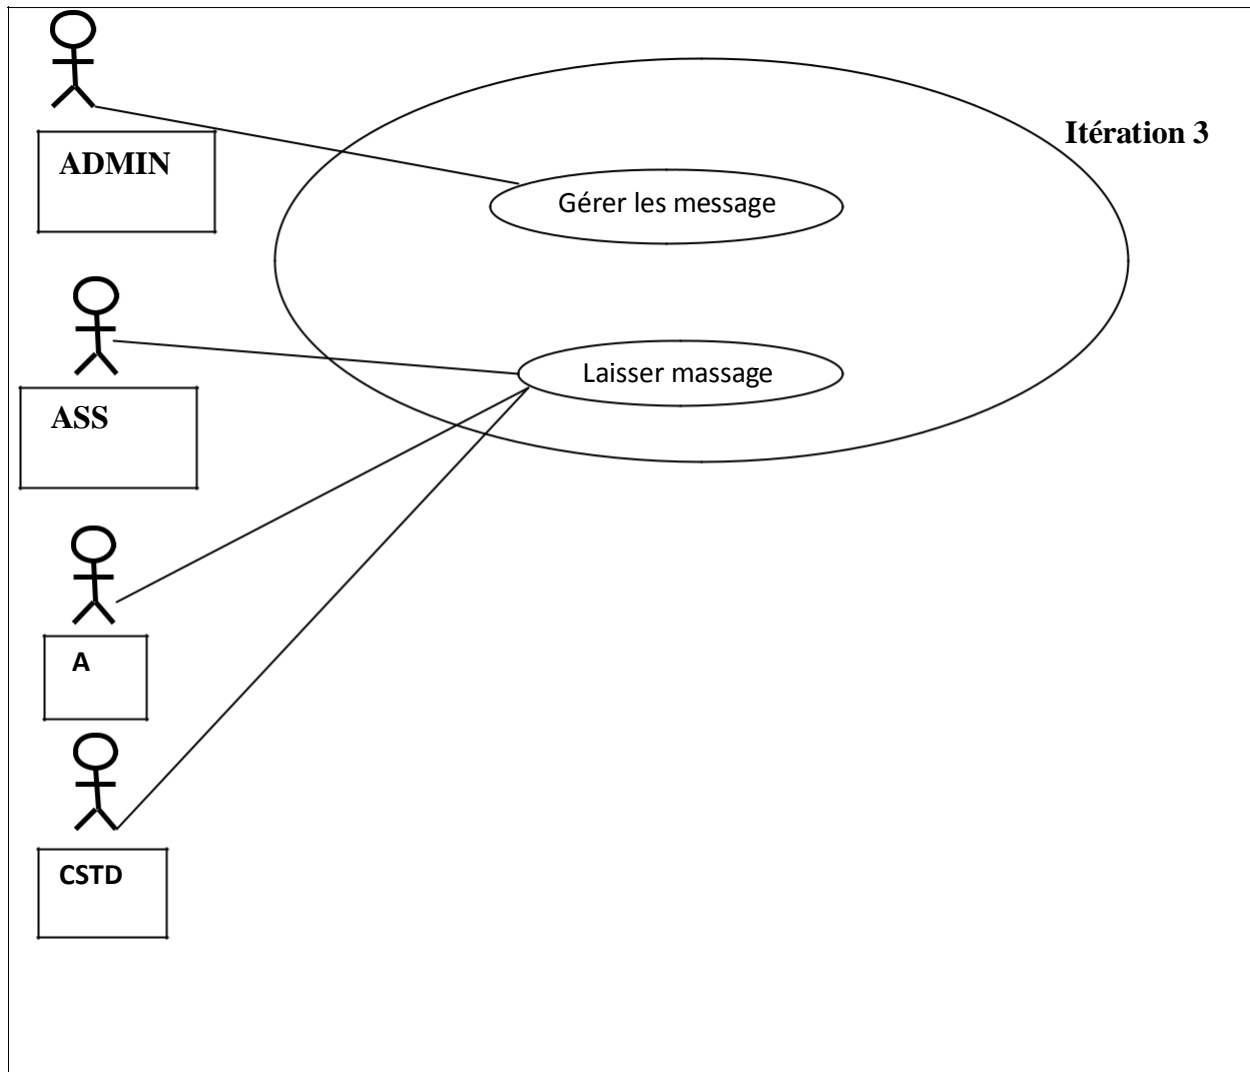 Itération 3
ADMIN
Gérer les message
Laisser massage
ASS
A
CSTD